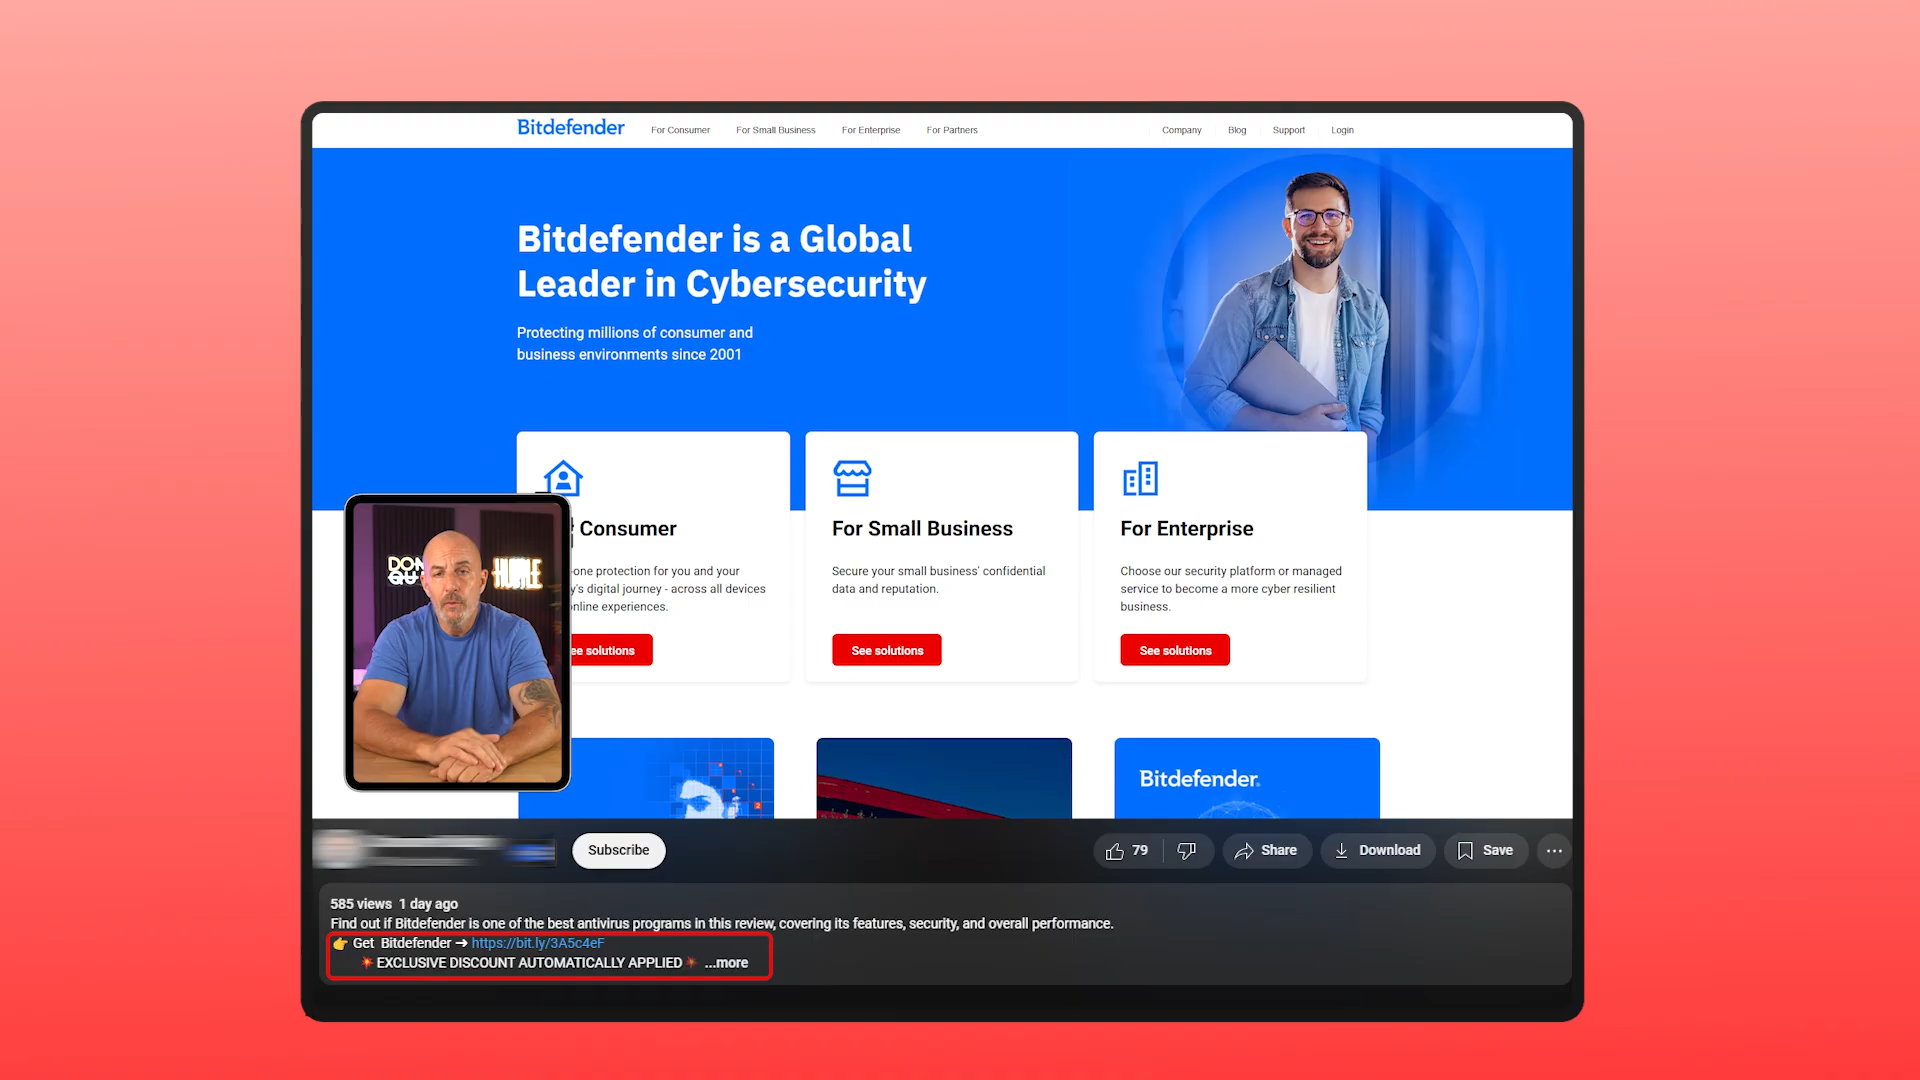 Bitdefender For Consumer For Small Business For Enterprise For Partners Company Blog Support Login
Bitdefender is a Global
Leader in Cybersecurity
Protecting millions of consumer and
business environments since 2001
Consumer
-one protection for you and your
y's digital journey - across all devices
nline experiences.
ee solutions
For Small Business
Secure your small business' confidential
data and reputation.
See solutions
For Enterprise
Choose our security platform or managed
service to become a more cyber resilient
business.
See solutions
DON
QU
HUSTLE
Bitdefender.
Subscribe
79 Share Download Save ...
585 views 1 day ago
Find out if Bitdefender is one of the best antivirus programs in this review, covering its features, security, and overall performance.
👉 Get Bitdefender ➜ https://bit.ly/3A5c4eF
💥 EXCLUSIVE DISCOUNT AUTOMATICALLY APPLIED 💥 ...more